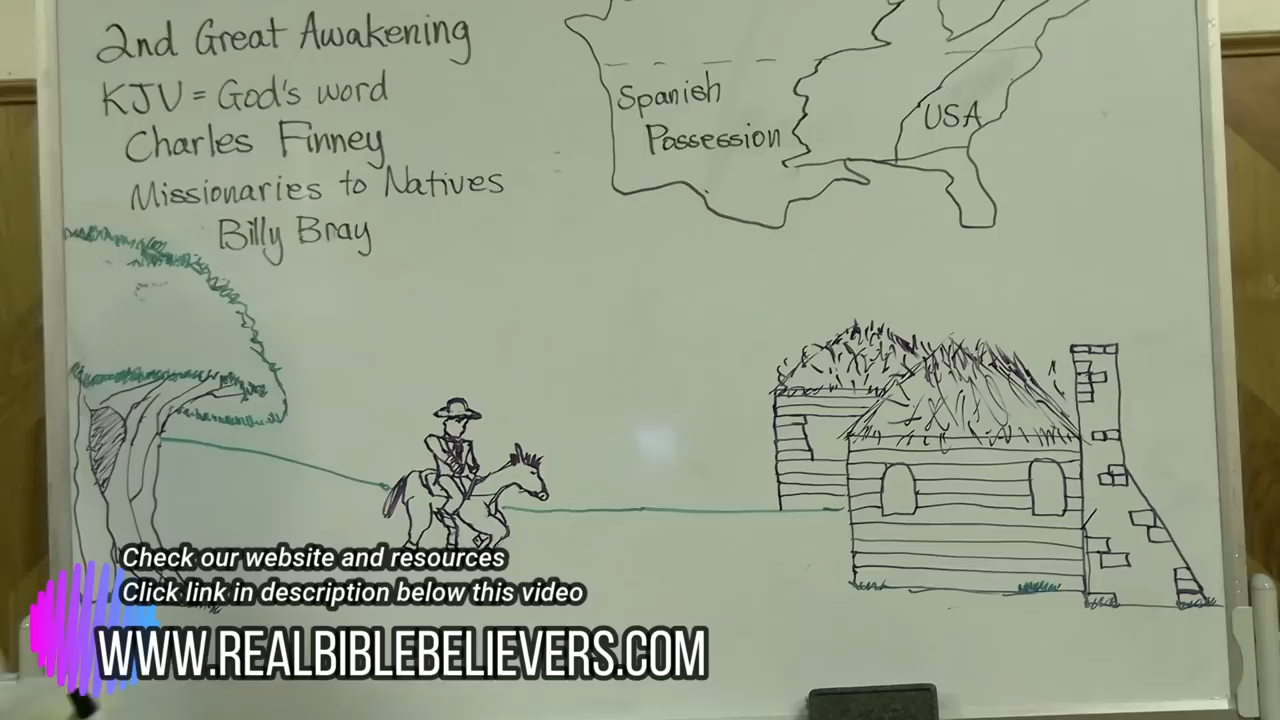 2nd Great Awakening
KJV = God's word
Charles Finney
Missionaries to Natives
Billy Bray
Spanish
Possession
USA
Check our website and resources
Click link in description below this video
WWW.REALBIBLEBELIEVERS.COM